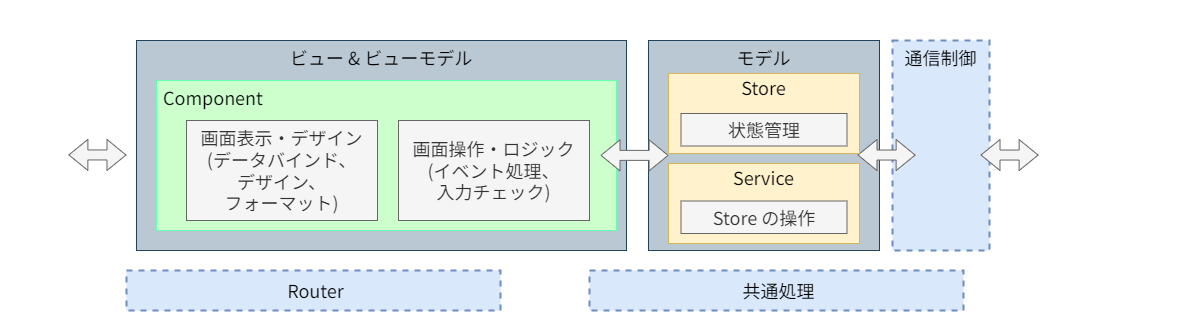 ビュー & ビューモデル
Component
画面表示・デザイン
(データバインド、
デザイン、
フォーマット)
画面操作・ロジック
(イベント処理、
入力チェック)
モデル
Store
状態管理
Service
Store の操作
通信制御
Router
共通処理